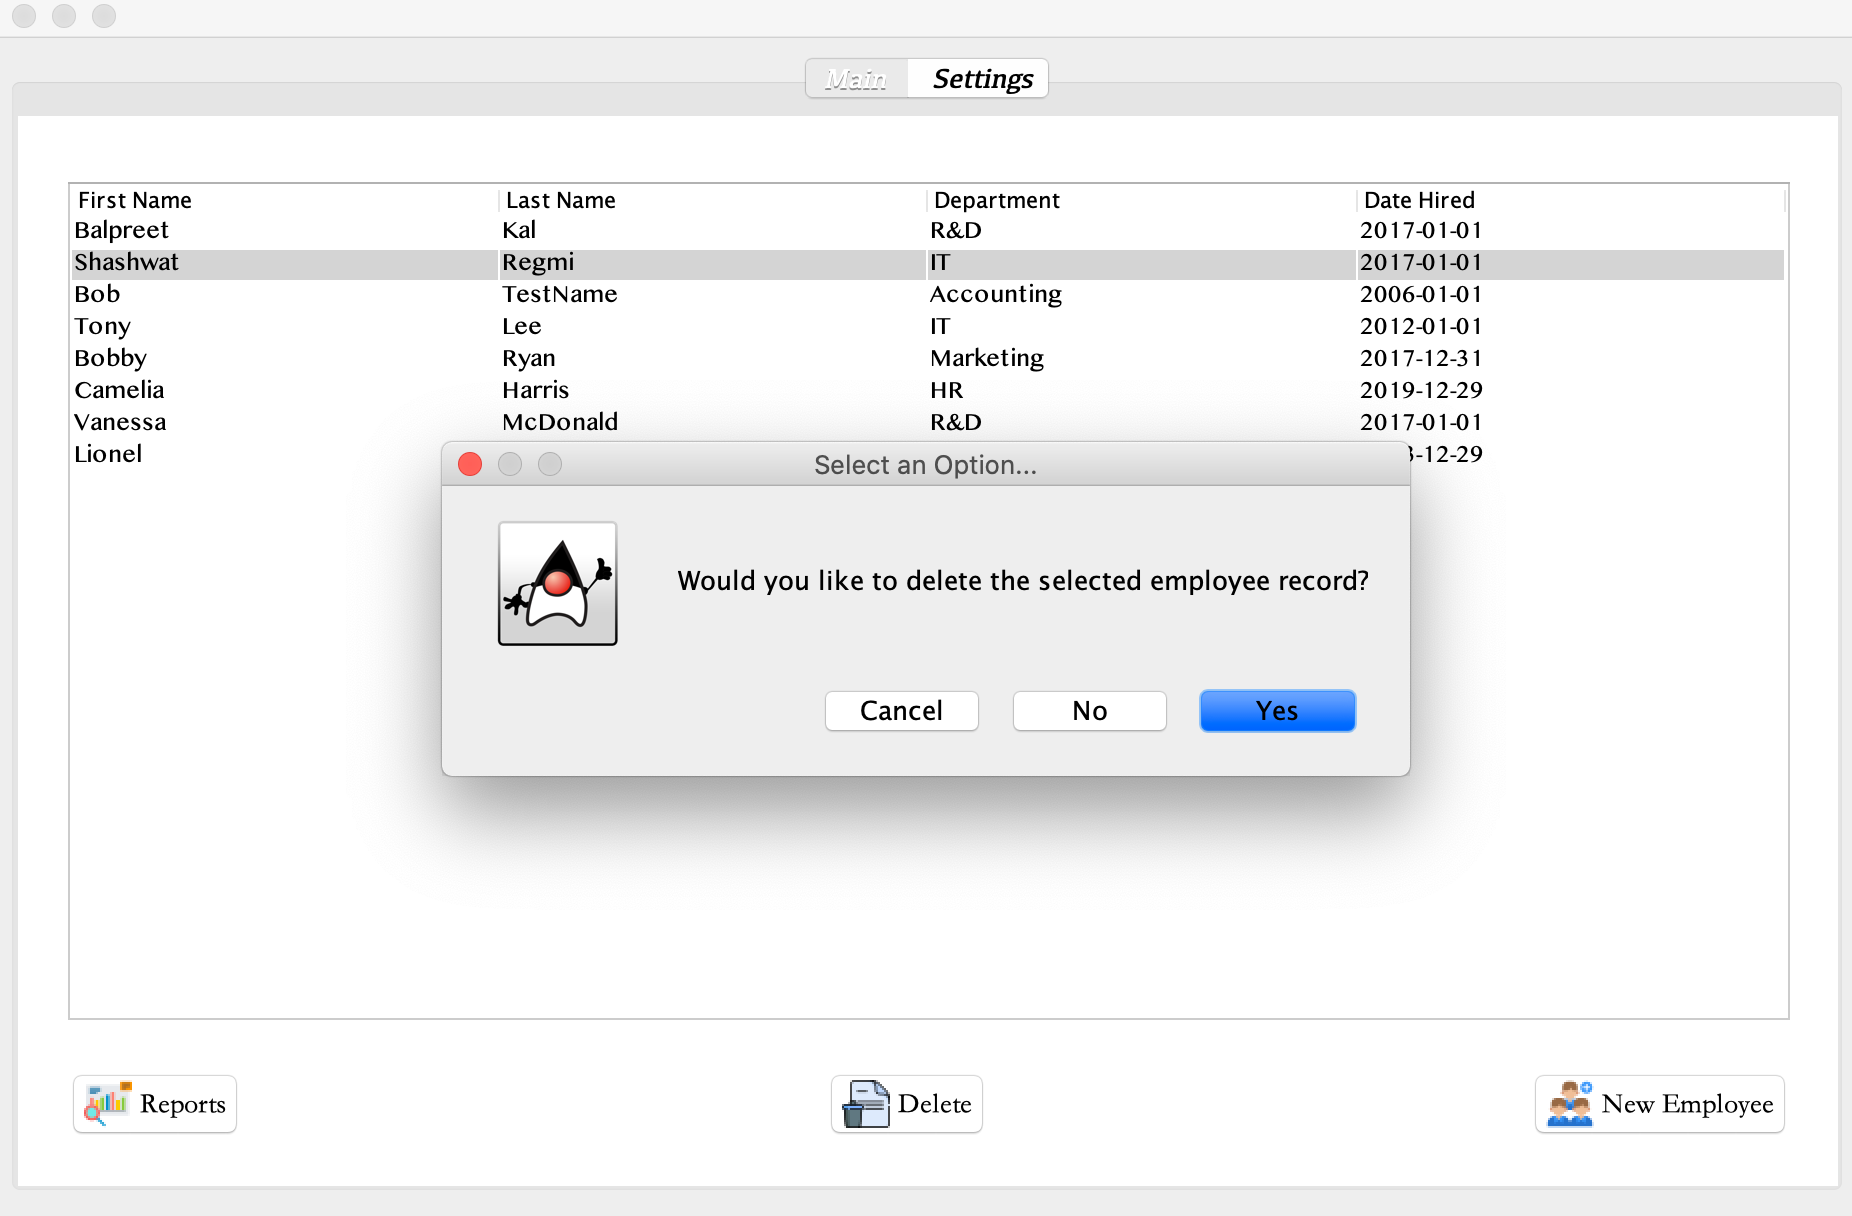 Main Settings
First Name Last Name Department Date Hired
Balpreet Kal R&D 2017-01-01
Shashwat Regmi IT 2017-01-01
Bob TestName Accounting 2006-01-01
Tony Lee IT 2012-01-01
Bobby Ryan Marketing 2017-12-31
Camelia Harris HR 2019-12-29
Vanessa McDonald R&D 2017-01-01
Lionel -12-29
Select an Option...
Would you like to delete the selected employee record?
Cancel No Yes
Reports Delete New Employee